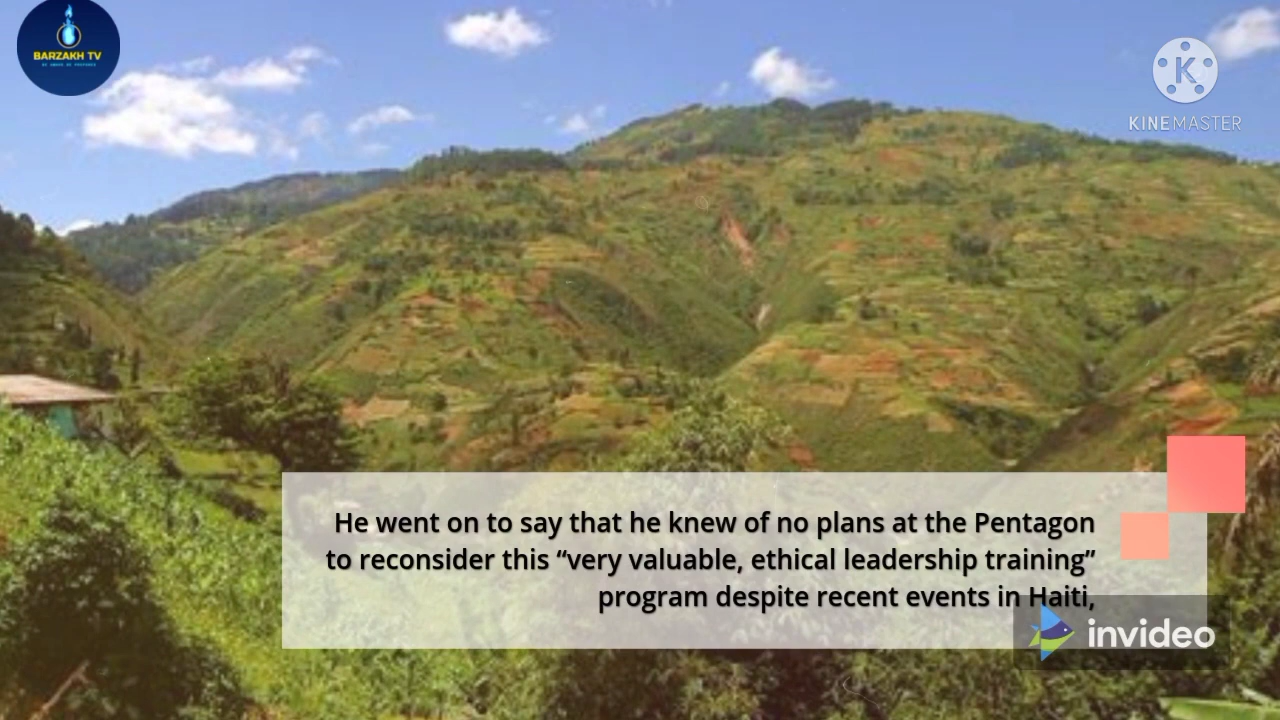 BARZAKH TV
K
KINEMASTER
He went on to say that he knew of no plans at the Pentagon
to reconsider this “very valuable, ethical leadership training”
program despite recent events in Haiti,
invideo